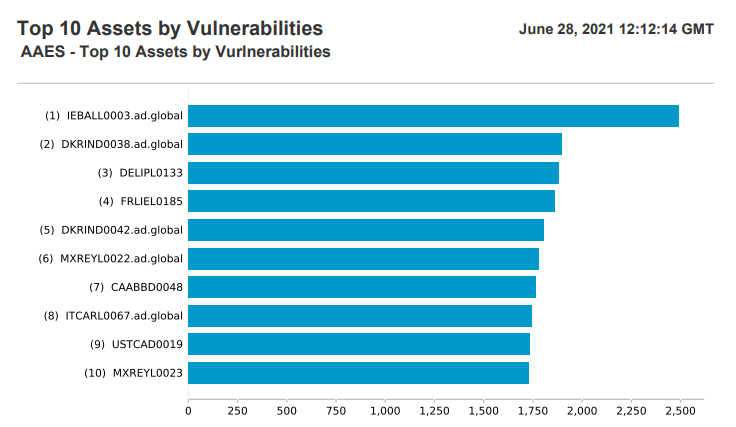 Top 10 Assets by Vulnerabilities
June 28, 2021 12:12:14 GMT
AAES - Top 10 Assets by Vurlnerabilities
(1) IEBALL0003.ad.global
(2) DKRIND0038.ad.global
(3) DELIPL0133
(4) FRLIEL0185
(5) DKRIND0042.ad.global
(6) MXREYL0022.ad.global
(7) CAABBD0048
(8) ITCARL0067.ad.global
(9) USTCAD0019
(10) MXREYL0023
0 250 500 750 1,000 1,250 1,500 1,750 2,000 2,250 2,500